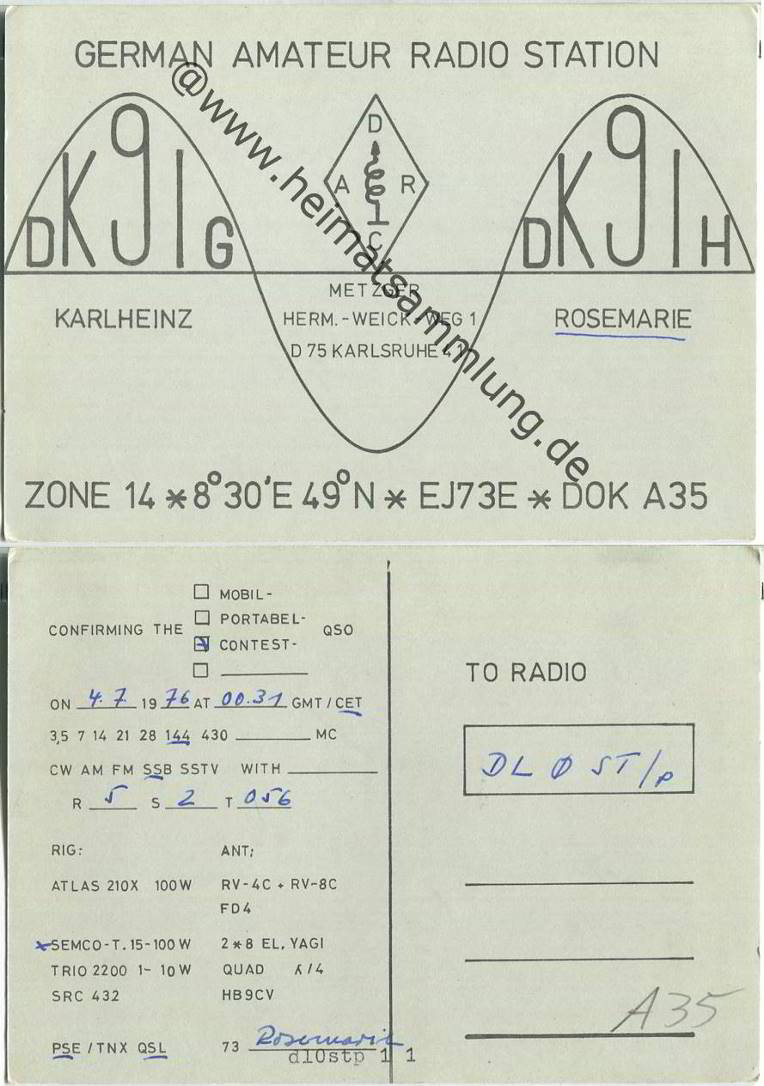 GERMAN AMATEUR RADIO STATION
DK9IG
D
A R
C
DK9IH
METZGER
KARLHEINZ
HERM.-WEICK-WEG 1
ROSEMARIE
D 75 KARLSRUHE 41
@www.heimatsammlung.de
ZONE 14 * 8°30'E 49°N * EJ73E * DOK A35
MOBIL-
PORTABEL-
CONFIRMING THE CONTEST- QSO
ON 4.7 19 76 AT 00.31 GMT / CET
3,5 7 14 21 28 144 430 MC
CW AM FM SSB SSTV WITH
R 5 S 2 T 056
RIG: ANT;
ATLAS 210X 100W RV-4C + RV-8C
FD4
*SEMCO-T. 15-100W 2*8 EL, YAGI
TRIO 2200 1-10W QUAD λ/4
SRC 432 HB9CV
PSE / TNX QSL 73 Rosemarie
dl0stp 1 1
TO RADIO
DL Ø ST/p
A35